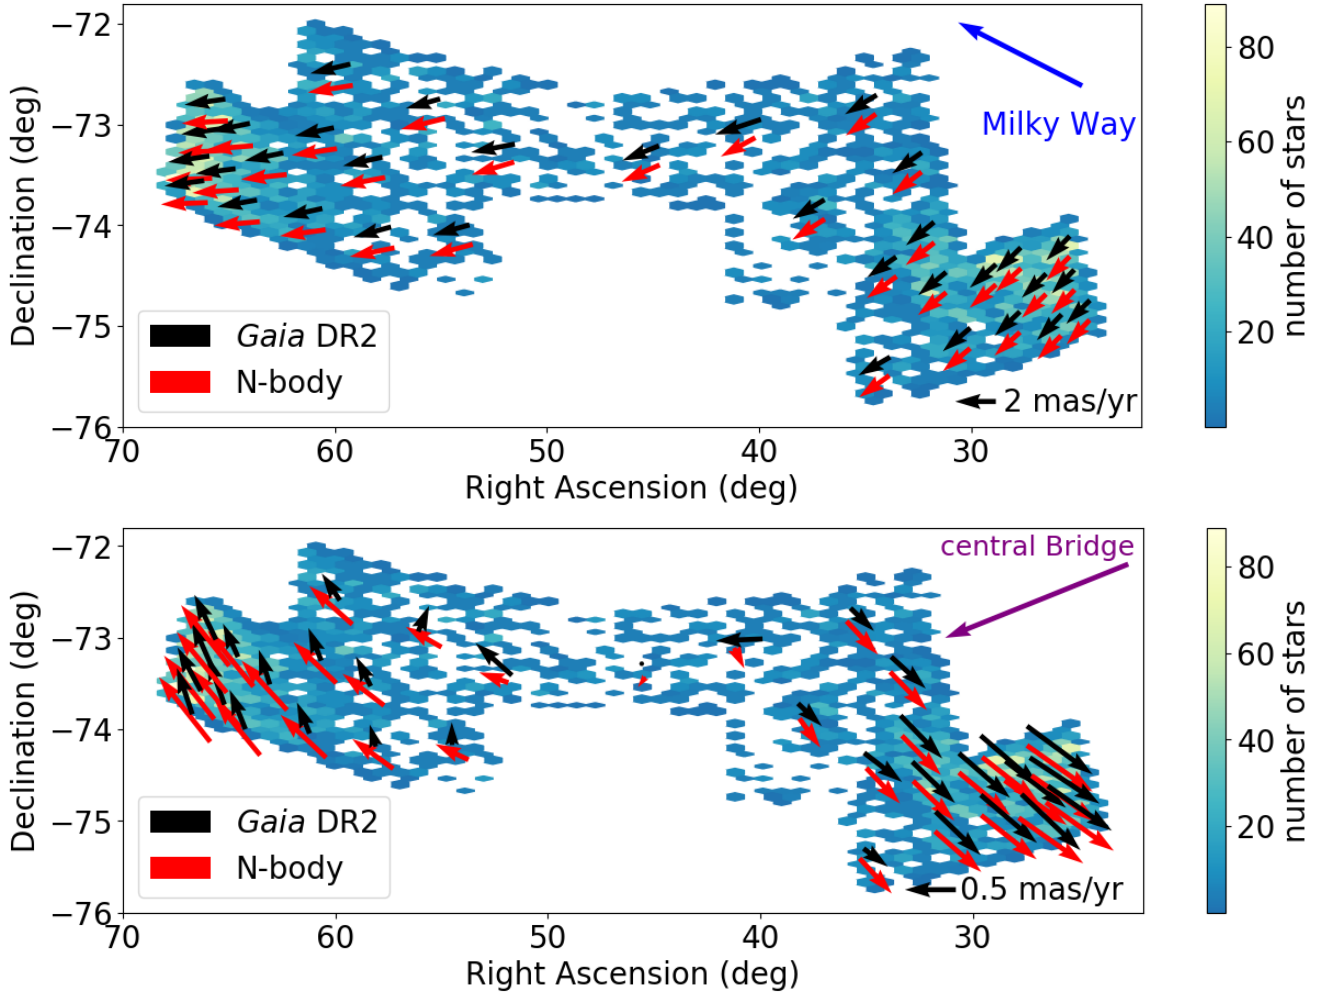 −72
−73
−74
−75
−76
Declination (deg)
70
60
50
40
30
Right Ascension (deg)
Milky Way
Gaia DR2
N-body
2 mas/yr
80
60
40
20
number of stars
−72
−73
−74
−75
−76
Declination (deg)
70
60
50
40
30
Right Ascension (deg)
central Bridge
Gaia DR2
N-body
0.5 mas/yr
80
60
40
20
number of stars